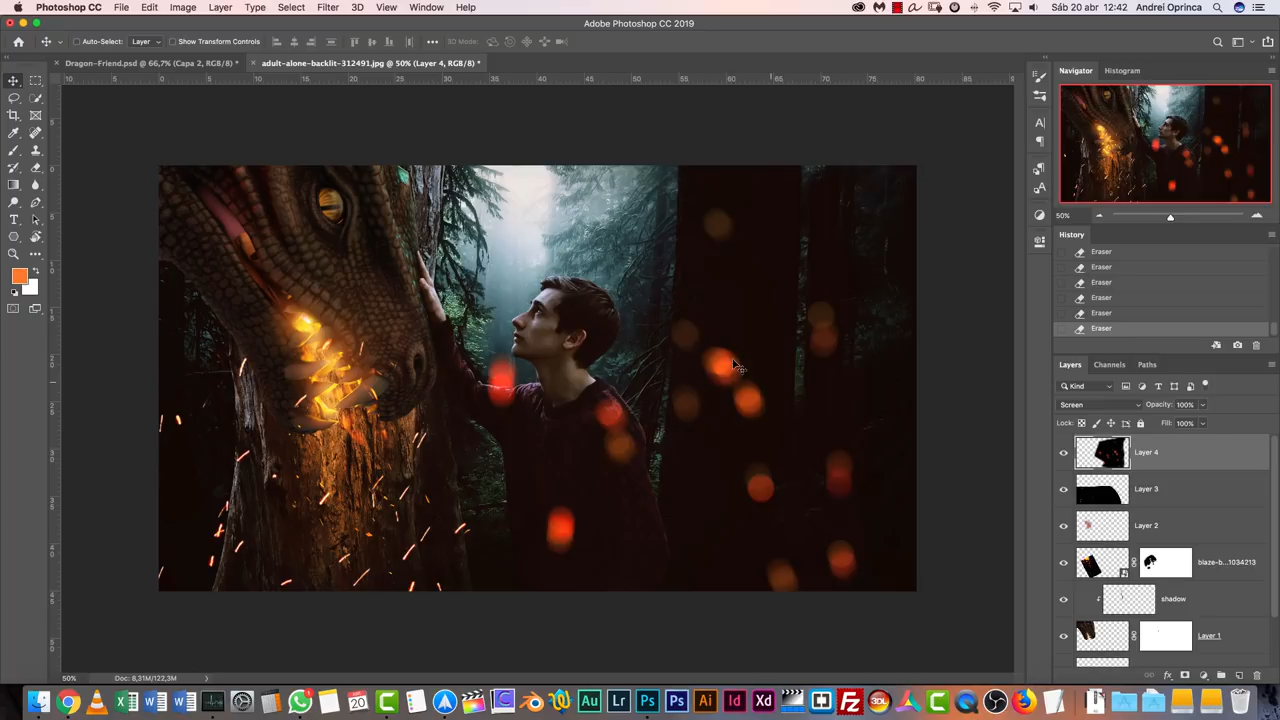 Photoshop CC File Edit Image Layer Type Select Filter 3D View Window Help Sáb 20 abr 12:42 Andrei Oprinca
Adobe Photoshop CC 2019
Auto-Select: Layer Show Transform Controls 3D Mode:
Dragon-Friend.psd @ 66,7% (Capa 2, RGB/8) * adult-alone-backlit-312491.jpg @ 50% (Layer 4, RGB/8) *
Navigator Histogram
50%
History
Eraser
Eraser
Eraser
Eraser
Eraser
Eraser
Layers Channels Paths
Kind
Screen Opacity: 100%
Lock: Fill: 100%
Layer 4
Layer 3
Layer 2
blaze-b...1034213
shadow
Layer 1
50% Doc: 8,31M/122,3M